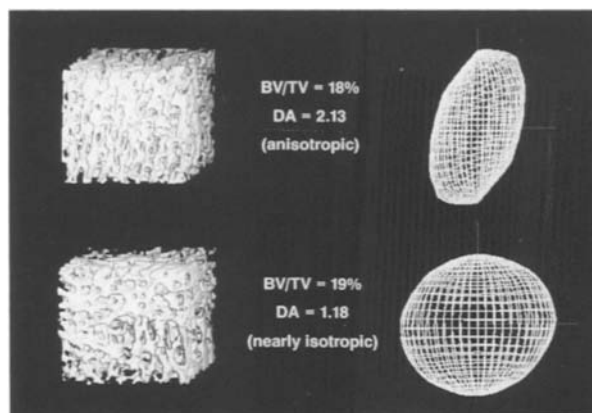 BV/TV = 18%
DA = 2.13
(anisotropic)
BV/TV = 19%
DA = 1.18
(nearly isotropic)